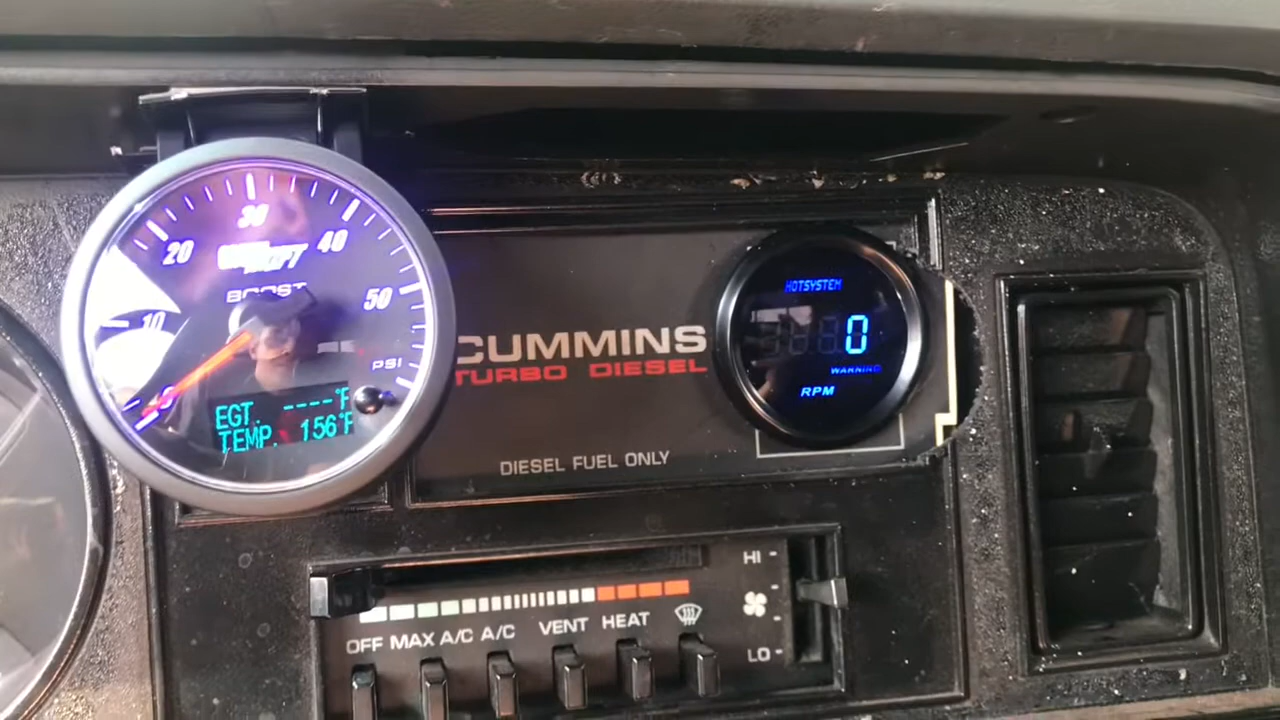 30
20
40
BOOST
50
10
PSI
0
EGT. ----°F
TEMP. 156°F
CUMMINS
TURBO DIESEL
DIESEL FUEL ONLY
HOTSYSTEM
0
WARNING
RPM
HI
OFF MAX A/C A/C VENT HEAT
LO